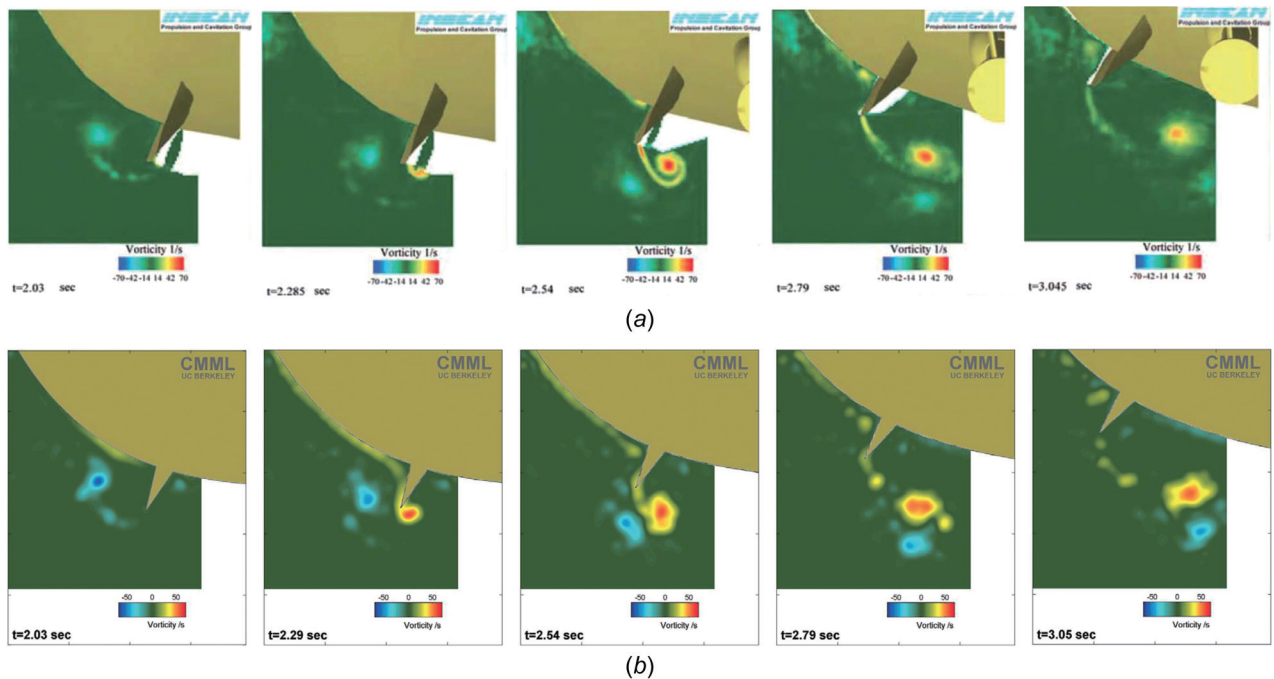 INSEAN
Propulsion and Cavitation Group
Vorticity 1/s
-70 -42 -14 14 42 70
t=2.03 sec
INSEAN
Propulsion and Cavitation Group
Vorticity 1/s
-70 -42 -14 14 42 70
t=2.285 sec
INSEAN
Propulsion and Cavitation Group
Vorticity 1/s
-70 -42 -14 14 42 70
t=2.54 sec
INSEAN
Propulsion and Cavitation Group
Vorticity 1/s
-70 -42 -14 14 42 70
t=2.79 sec
INSEAN
Propulsion and Cavitation Group
Vorticity 1/s
-70 -42 -14 14 42 70
t=3.045 sec
(a)
CMML
UC BERKELEY
-50 0 50
Vorticity /s
t=2.03 sec
CMML
UC BERKELEY
-50 0 50
Vorticity /s
t=2.29 sec
CMML
UC BERKELEY
-50 0 50
Vorticity /s
t=2.54 sec
CMML
UC BERKELEY
-50 0 50
Vorticity /s
t=2.79 sec
CMML
UC BERKELEY
-50 0 50
Vorticity /s
t=3.05 sec
(b)